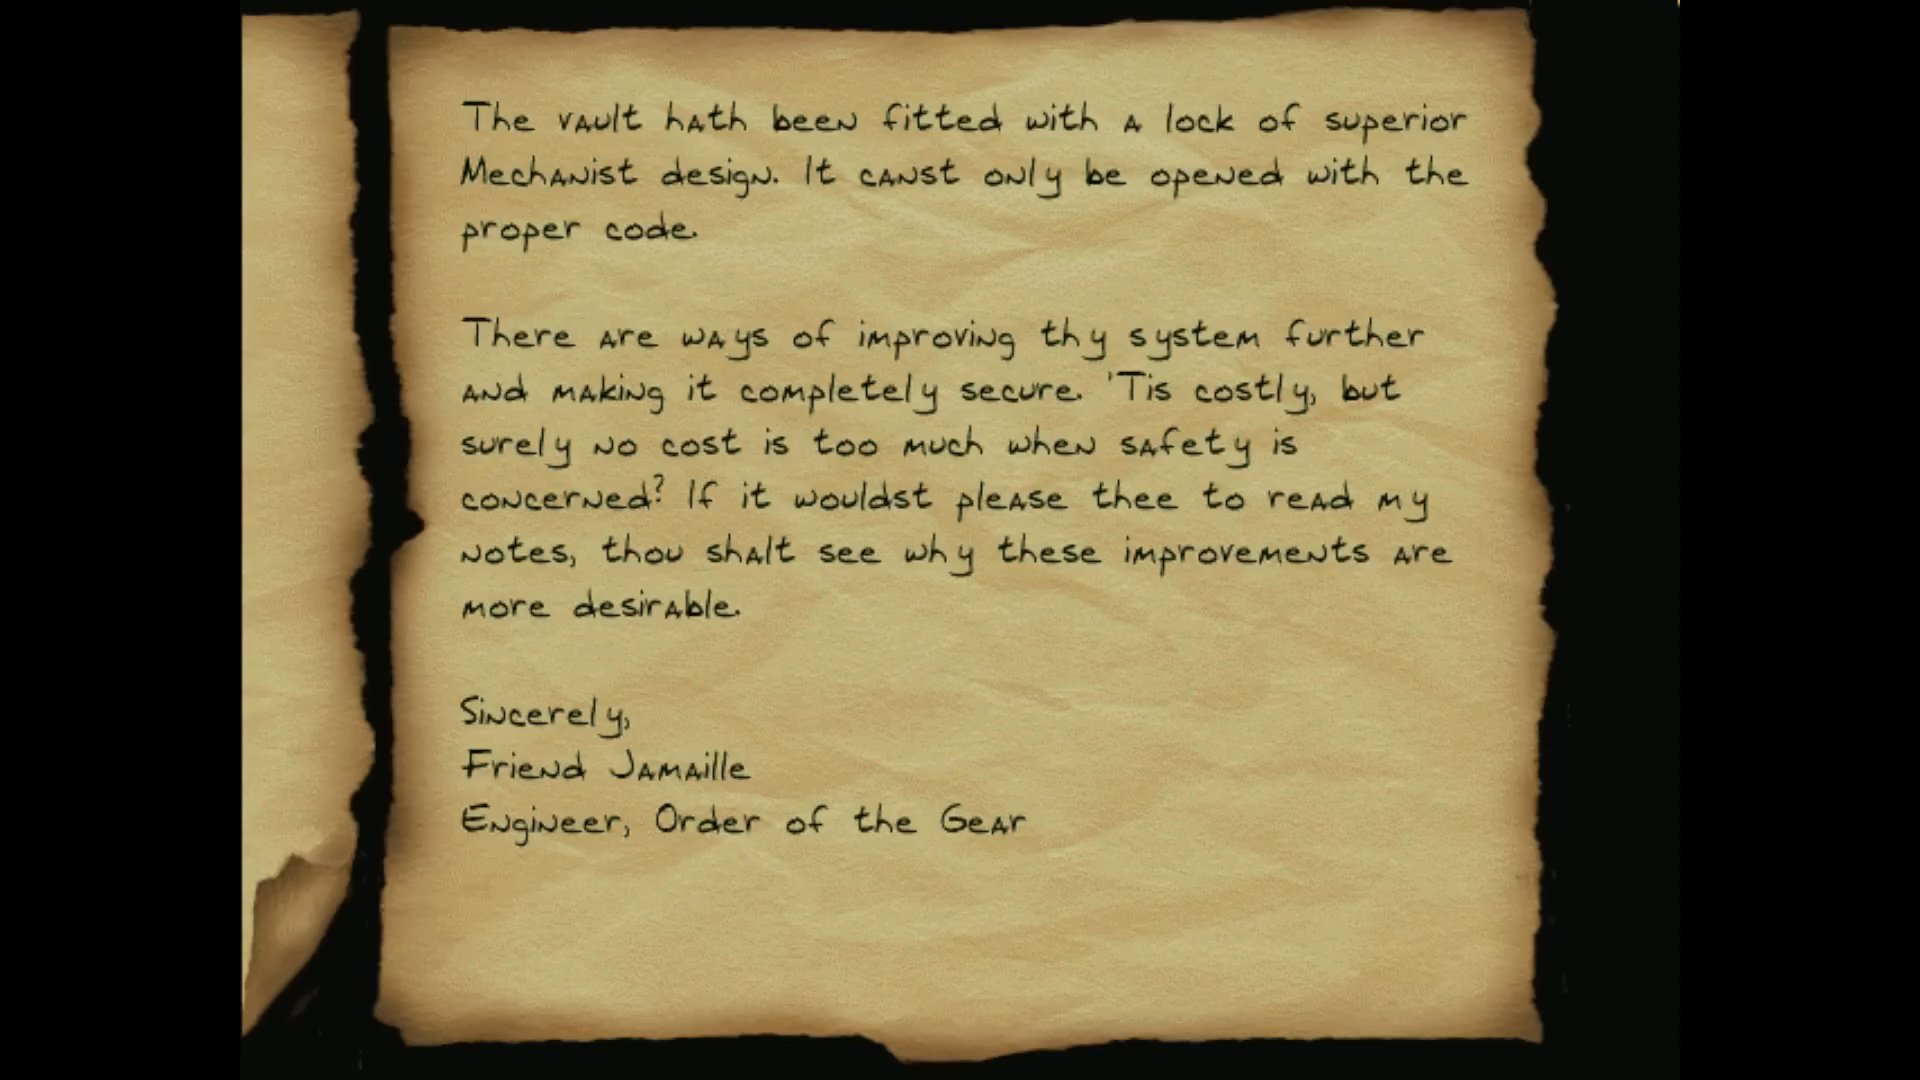 The vault hath been fitted with a lock of superior
Mechanist design. It canst only be opened with the
proper code.
There are ways of improving thy system further
and making it completely secure. 'Tis costly, but
surely no cost is too much when safety is
concerned? If it wouldst please thee to read my
notes, thou shalt see why these improvements are
more desirable.
Sincerely,
Friend Jamaille
Engineer, Order of the Gear